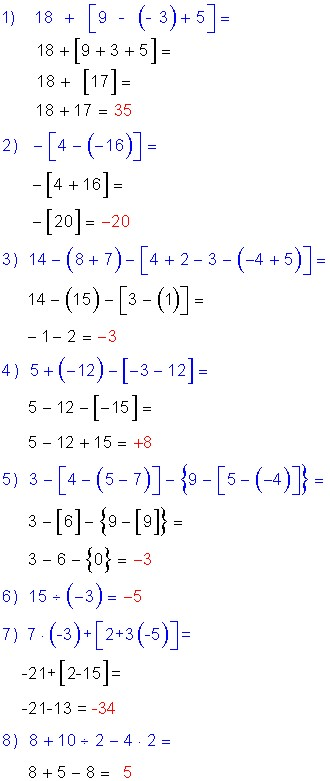 1) 18 + [9 - (- 3) + 5] =
18 + [9 + 3 + 5] =
18 + [17] =
18 + 17 = 35
2) − [4 − (−16)] =
− [4 + 16] =
− [20] = −20
3) 14 − (8 + 7) − [4 + 2 − 3 − (−4 + 5)] =
14 − (15) − [3 − (1)] =
− 1 − 2 = −3
4) 5 + (−12) − [−3 − 12] =
5 − 12 − [−15] =
5 − 12 + 15 = +8
5) 3 − [4 − (5 − 7)] − {9 − [5 − (−4)]} =
3 − [6] − {9 − [9]} =
3 − 6 − {0} = −3
6) 15 ÷ (−3) = −5
7) 7 · (-3) + [2+3(-5)] =
-21+ [2-15] =
-21-13 = -34
8) 8 + 10 ÷ 2 − 4 · 2 =
8 + 5 − 8 = 5